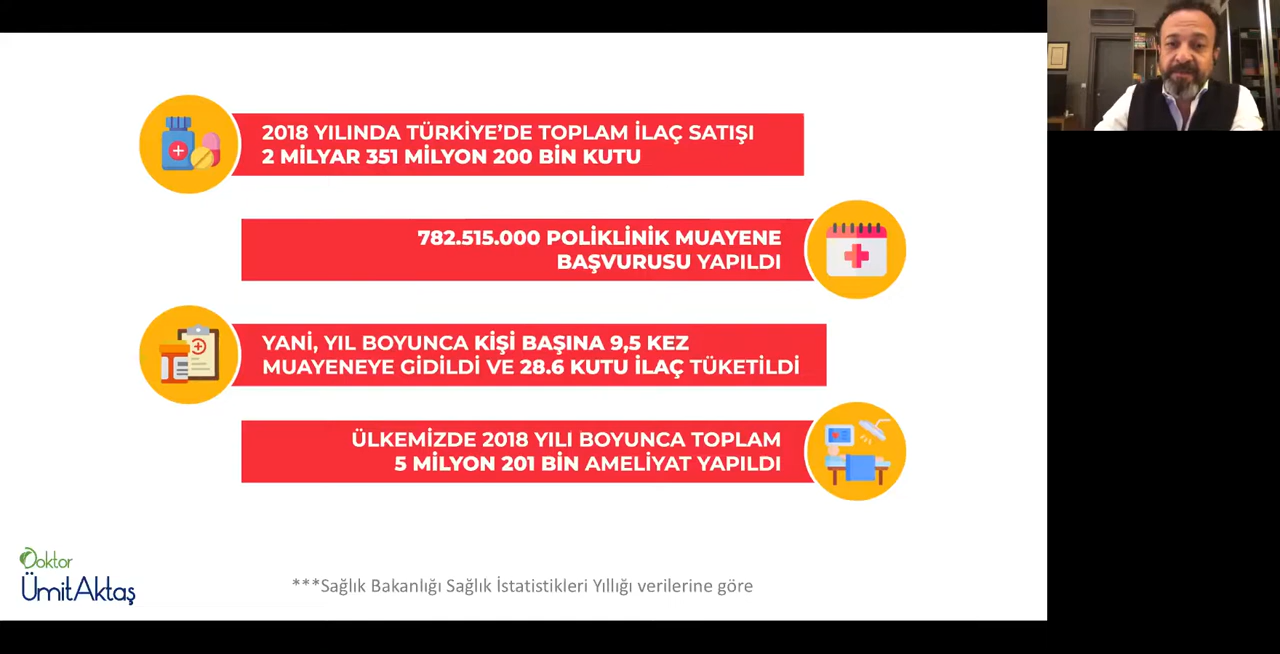 2018 YILINDA TÜRKİYE'DE TOPLAM İLAÇ SATIŞI
2 MİLYAR 351 MİLYON 200 BİN KUTU
782.515.000 POLİKLİNİK MUAYENE
BAŞVURUSU YAPILDI
YANİ, YIL BOYUNCA KİŞİ BAŞINA 9,5 KEZ
MUAYENEYE GİDİLDİ VE 28.6 KUTU İLAÇ TÜKETİLDİ
ÜLKEMİZDE 2018 YILI BOYUNCA TOPLAM
5 MİLYON 201 BİN AMELİYAT YAPILDI
Doktor
ÜmitAktaş
***Sağlık Bakanlığı Sağlık İstatistikleri Yıllığı verilerine göre